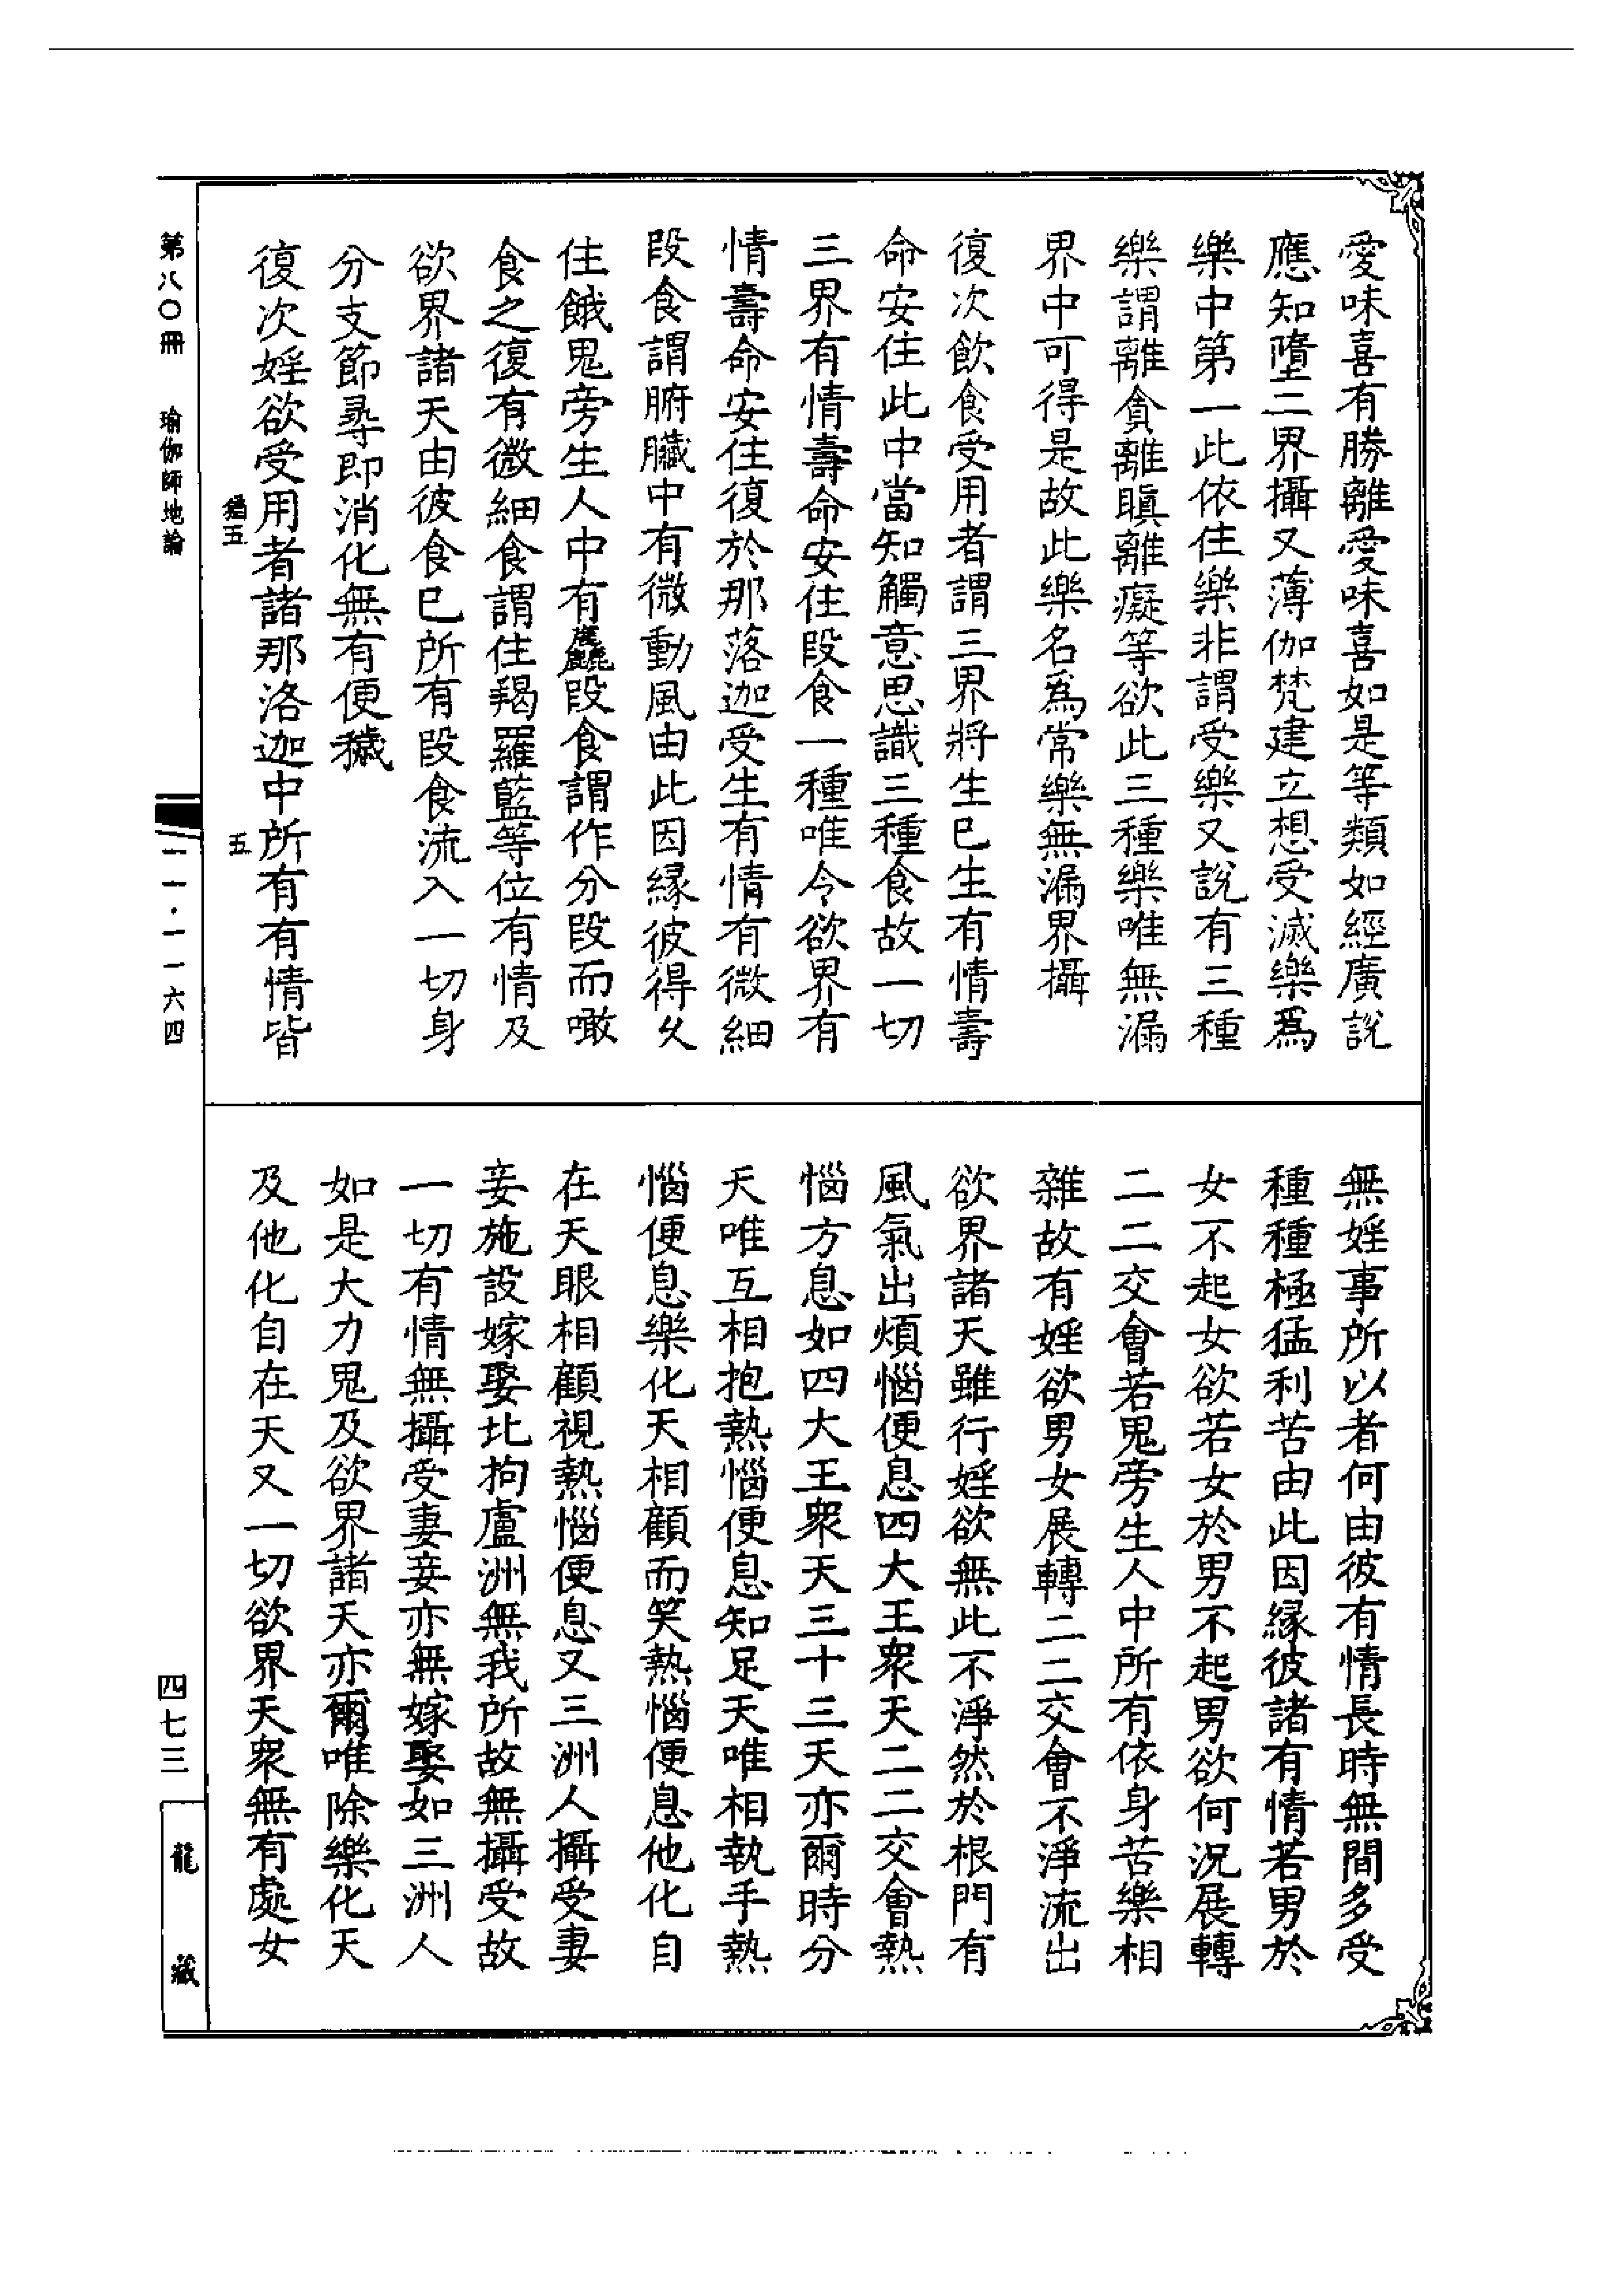 愛味喜有勝離愛味喜如是等類如經廣說
應知墮二界攝又薄伽梵建立想受滅樂爲
樂中第一此依住樂非謂受樂又說有三種
樂謂離貪離瞋離癡等欲此三種樂唯無漏
界中可得是故此樂名爲常樂無漏界攝
復次飲食受用者謂三界將生已生有情壽
命安住此中當知觸意思識三種食故一切
三界有情壽命安住段食一種唯令欲界有
情壽命安住復於那落迦受生有情有微細
段食謂腑臟中有微動風由此因緣彼得久
住餓鬼旁生人中有麤段食謂作分段而噉
食之復有微細食謂住羯羅藍等位有情及
欲界諸天由彼食已所有段食流入一切身
分支節尋即消化無有便穢
復次婬欲受用者諸那洛迦中所有有情皆
無婬事所以者何由彼有情長時無間多受
種種極猛利苦由此因緣彼諸有情若男於
女不起女欲若女於男不起男欲何況展轉
二二交會若鬼旁生人中所有依身苦樂相
雜故有婬欲男女展轉二二交會不淨流出
欲界諸天雖行婬欲無此不淨然於根門有
風氣出煩惱便息四大王衆天二二交會熱
惱方息如四大王衆天三十三天亦爾時分
天唯互相抱熱惱便息知足天唯相執手熱
惱便息樂化天相顧而笑熱惱便息他化自
在天眼相顧視熱惱便息又三洲人攝受妻
妾施設嫁娶北拘盧洲無我所故無攝受故
一切有情無攝受妻妾亦無嫁娶如三洲人
如是大力鬼及欲界諸天亦爾唯除樂化天
及他化自在天又一切欲界天衆無有處女
猶五
五
第八〇冊 瑜伽師地論
一一·一一六四
四七三
龍藏